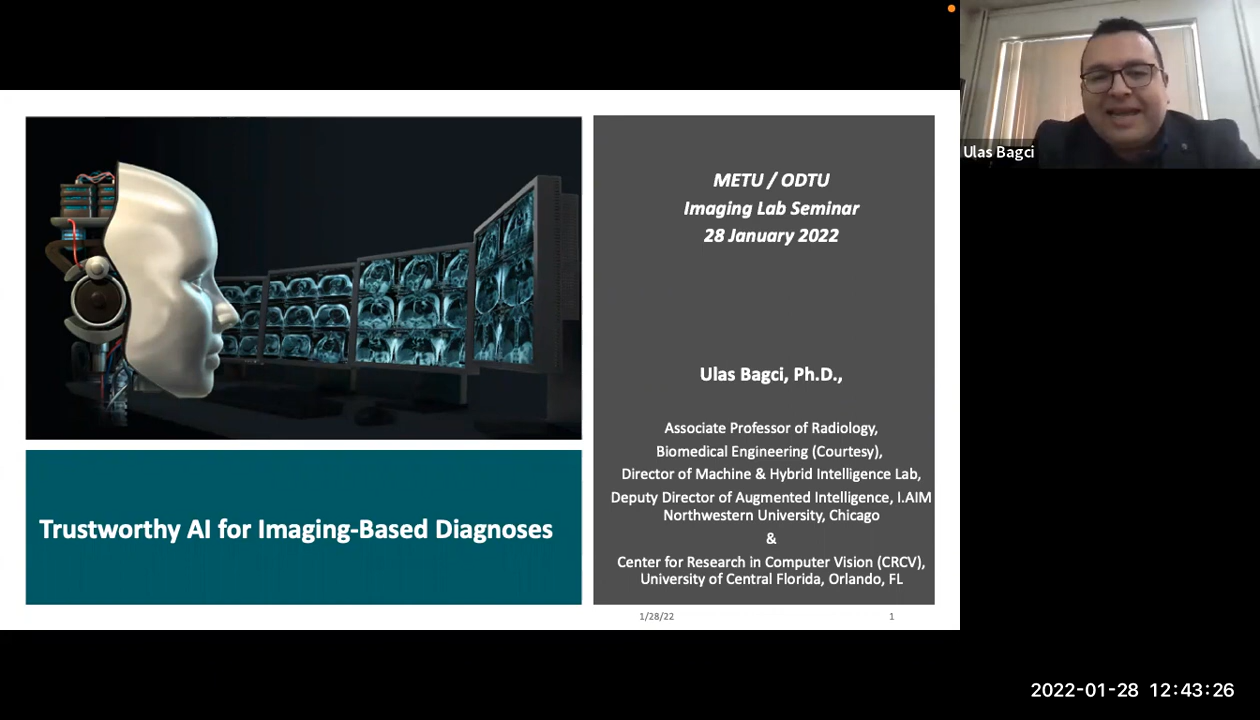 Ulas Bagci
METU / ODTU
Imaging Lab Seminar
28 January 2022
Ulas Bagci, Ph.D.,
Associate Professor of Radiology,
Biomedical Engineering (Courtesy),
Director of Machine & Hybrid Intelligence Lab,
Deputy Director of Augmented Intelligence, I.AIM
Northwestern University, Chicago
&
Center for Research in Computer Vision (CRCV),
University of Central Florida, Orlando, FL
Trustworthy AI for Imaging-Based Diagnoses
1/28/22
1
2022-01-28 12:43:26